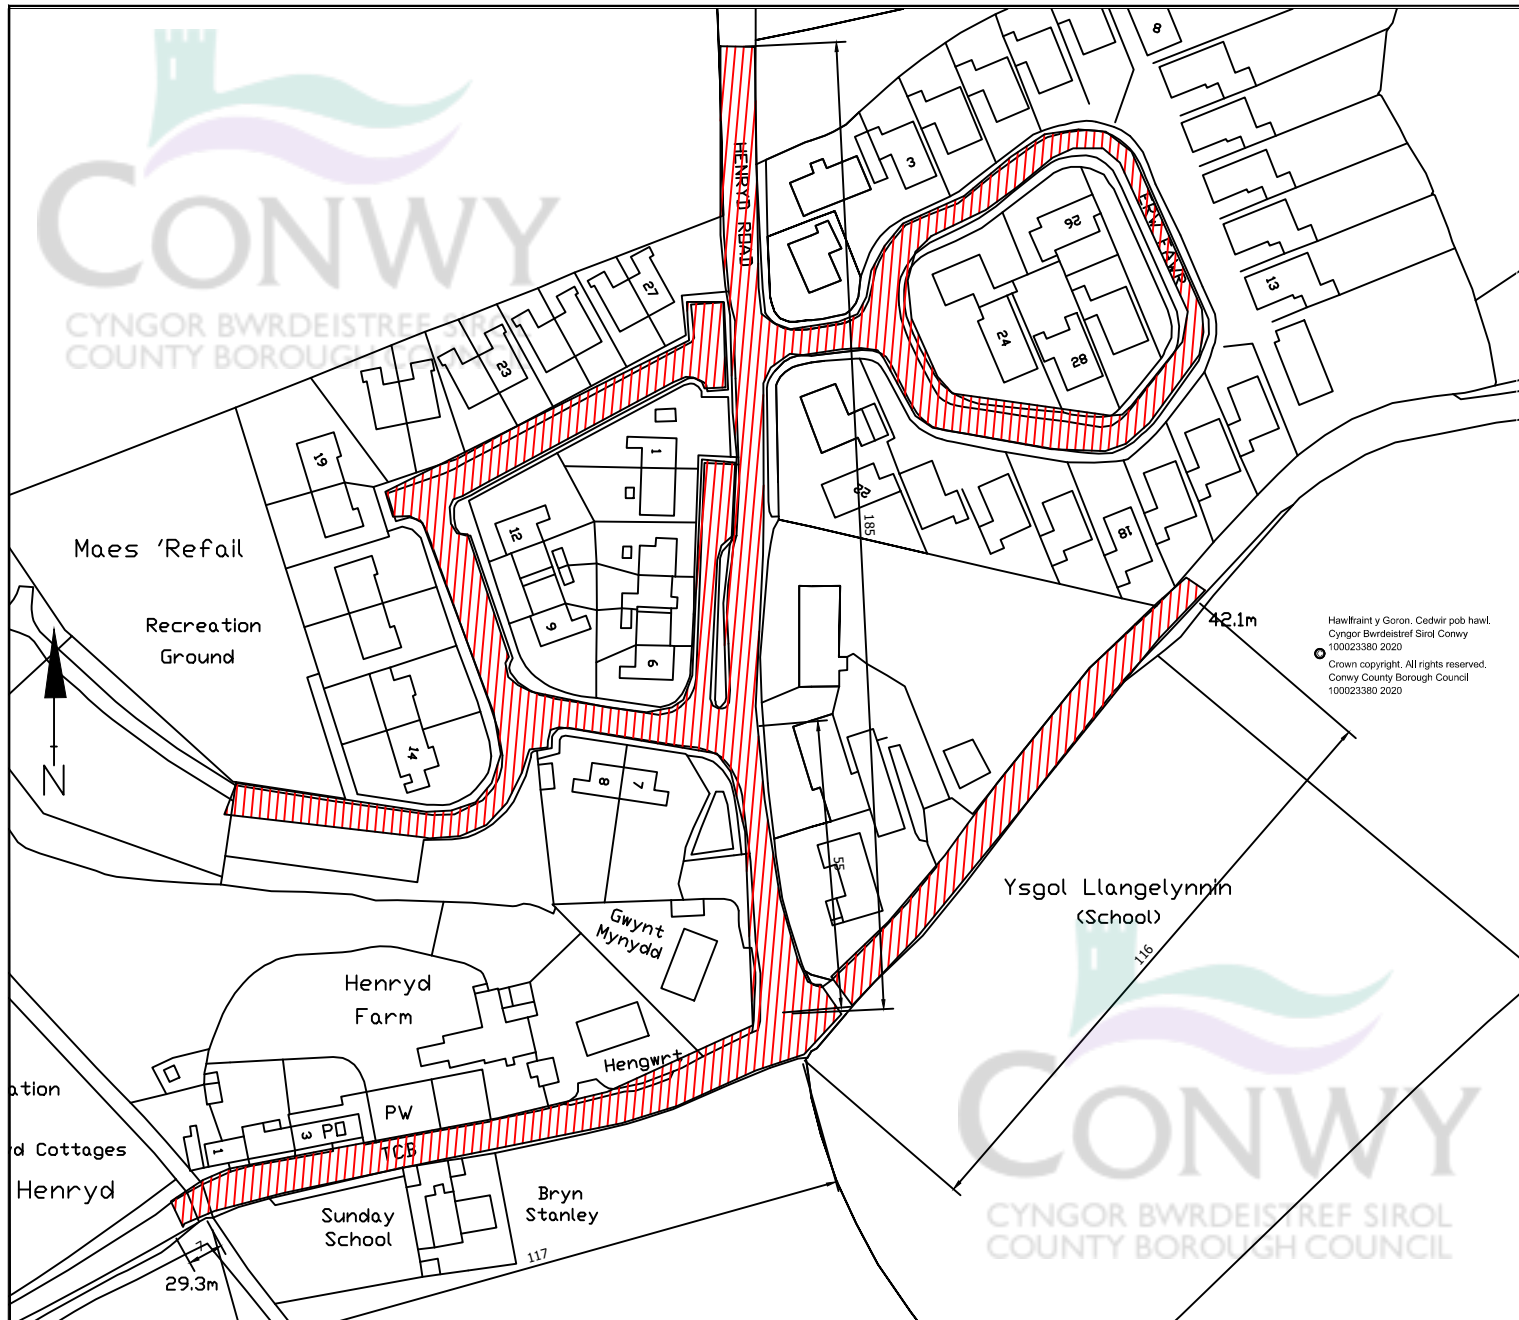 CONWY
CYNGOR BWRDEISTREF SIROL
COUNTY BOROUGH COUNCIL
HENRYD ROAD
ERW FAWR
8
3
26
13
24
28
27
23
19
1
12
22
185
18
9
6
Maes 'Refail
Recreation
Ground
N
14
8
7
42.1m
Hawlfraint y Goron. Cedwir pob hawl.
Cyngor Bwrdeistref Sirol Conwy
100023380 2020
© Crown copyright. All rights reserved.
Conwy County Borough Council
100023380 2020
55
Ysgol Llangelynnin
(School)
116
Gwynt
Mynydd
Henryd
Farm
Hengwrt
ation
PW
3 PO
1
TCB
d Cottages
Henryd
Sunday
School
Bryn
Stanley
117
7
29.3m
CONWY
CYNGOR BWRDEISTREF SIROL
COUNTY BOROUGH COUNCIL